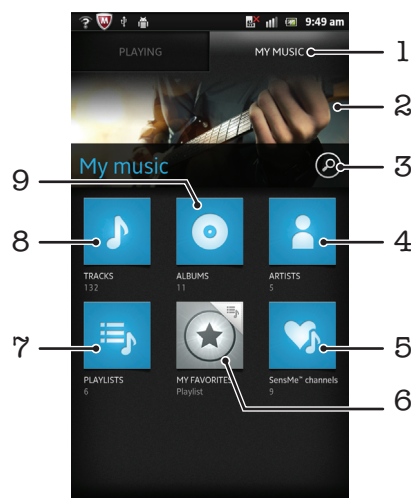 9:49 am
PLAYING MY MUSIC 1
2
My music 3
9
8 4
TRACKS ALBUMS ARTISTS
132 11 5
7 5
6
PLAYLISTS MY FAVORITES SensMe™ channels
6 Playlist 9